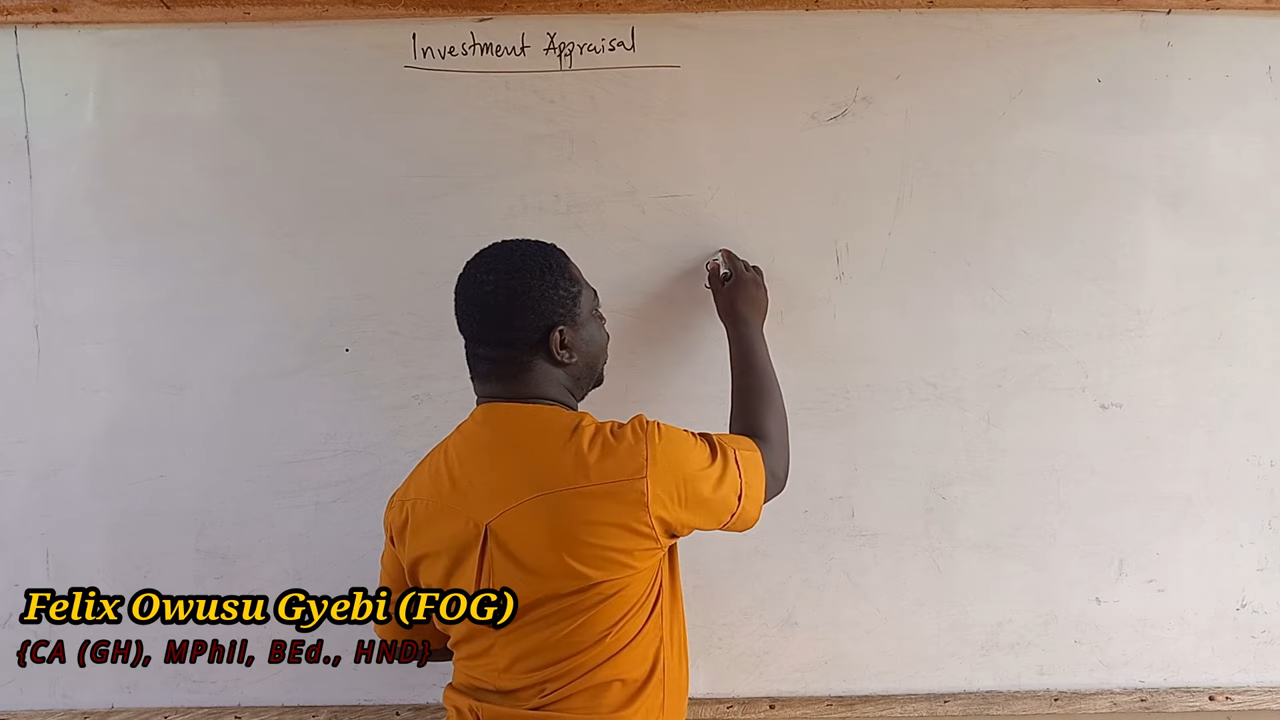 Investment Appraisal
Felix Owusu Gyebi (FOG)
{CA (GH), MPhil, BEd., HND}